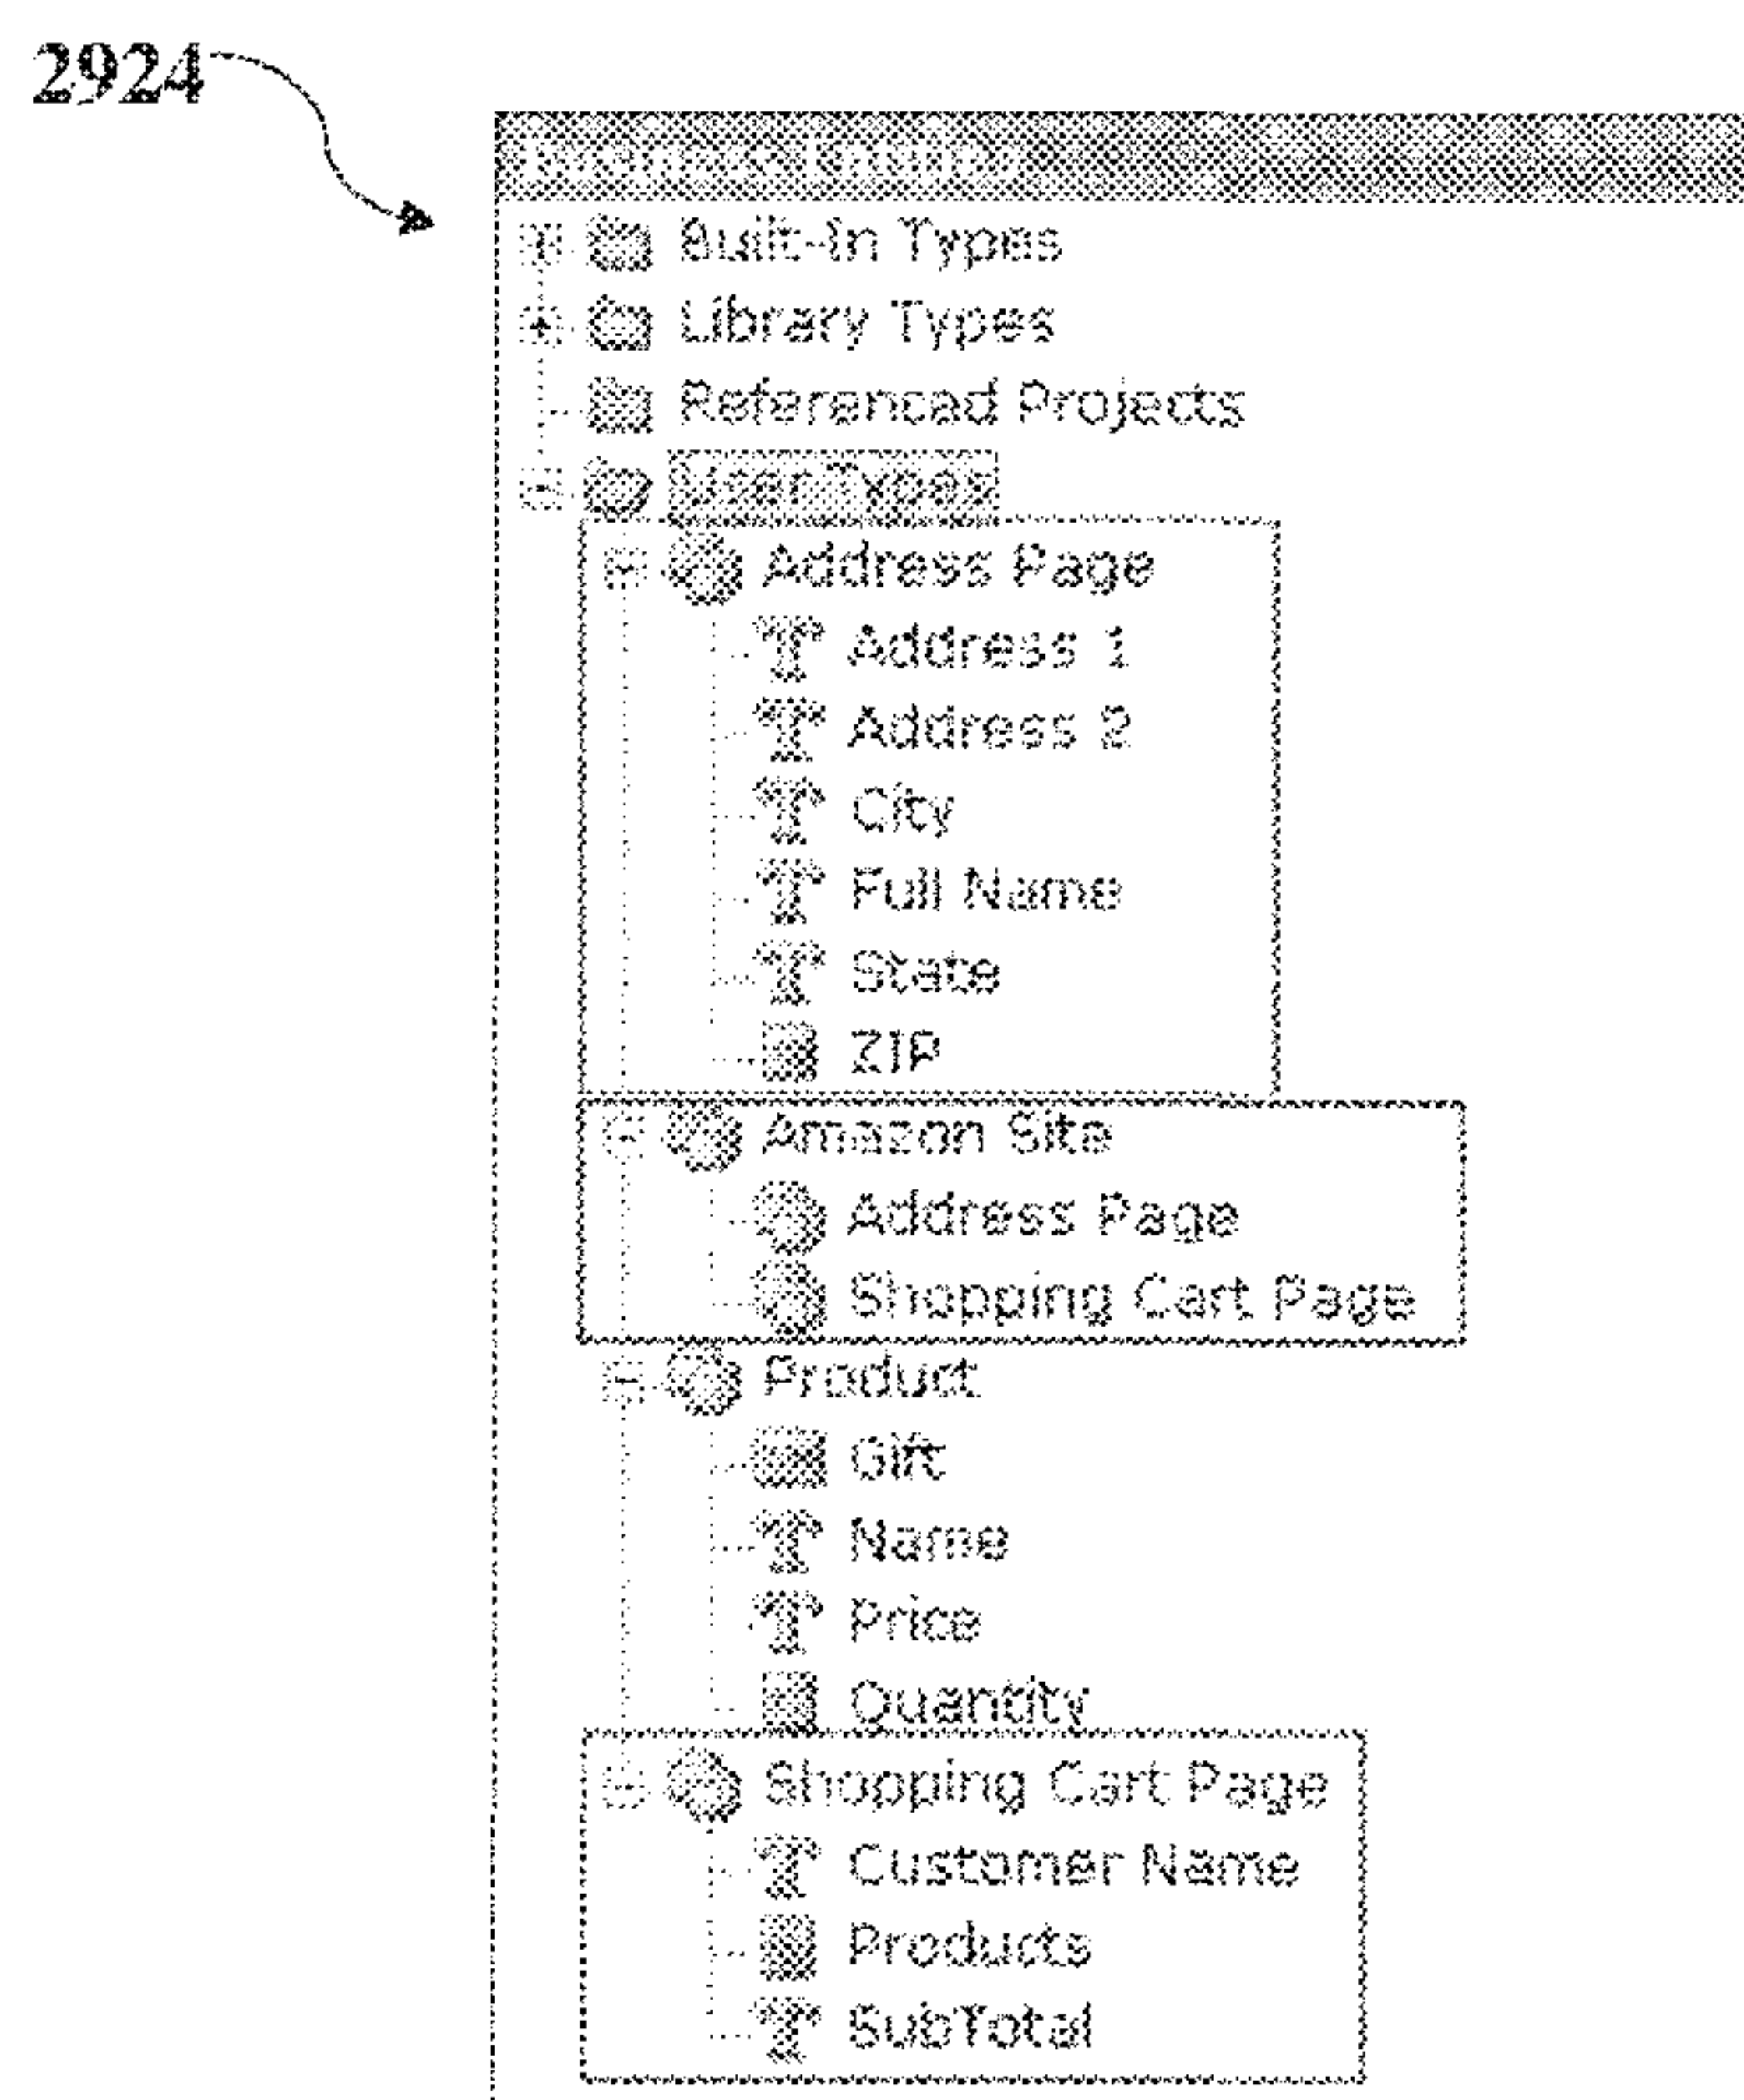 2924
Built-In Types
Library Types
Referenced Projects
User Types
Address Page
Address 1
Address 2
City
Full Name
State
ZIP
Amazon Site
Address Page
Shopping Cart Page
Product
Gift
Name
Price
Quantity
Shopping Cart Page
Customer Name
Products
SubTotal